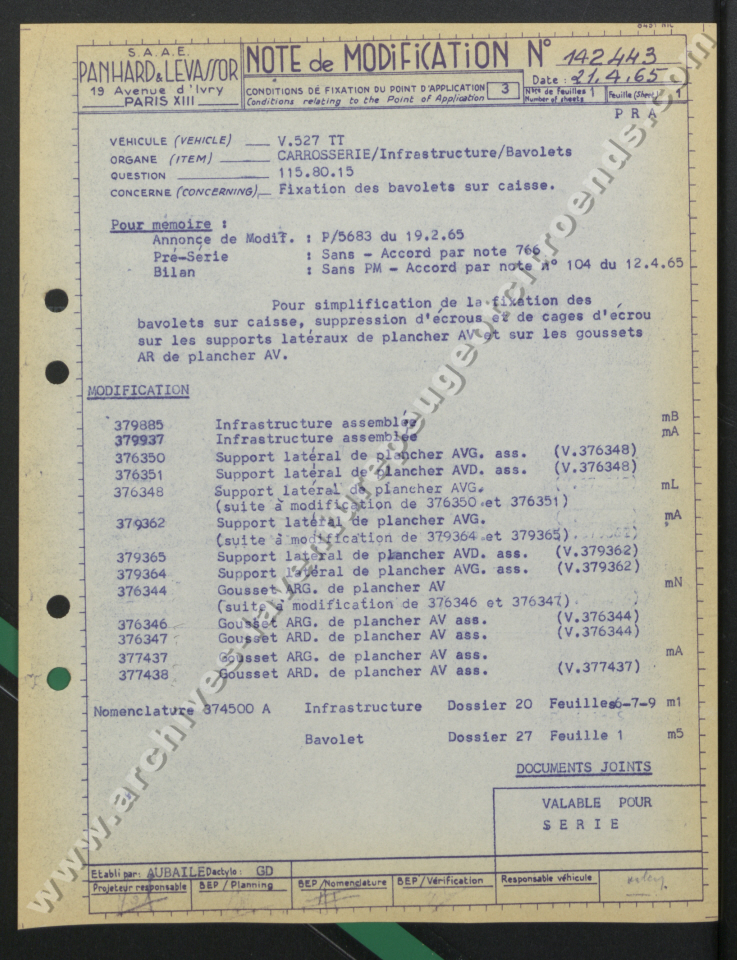 S.A.A.E.
PANHARD & LEVASSOR
19 Avenue d'Ivry
PARIS XIII
NOTE de MODIFICATION N° 142443
Date: 21.4.65
CONDITIONS DE FIXATION DU POINT D'APPLICATION 3
Conditions relating to the Point of Application
Nbre de Feuilles 1
Number of sheets
Feuille (Sheet) 1
P R A
VÉHICULE (VEHICLE) V.527 TT
ORGANE (ITEM) CARROSSERIE/Infrastructure/Bavolets
QUESTION 115.80.15
CONCERNE (CONCERNING) Fixation des bavolets sur caisse.
Pour mémoire :
Annonce de Modif. : P/5683 du 19.2.65
Pré-Série : Sans - Accord par note 766
Bilan : Sans PM - Accord par note N° 104 du 12.4.65
Pour simplification de la fixation des
bavolets sur caisse, suppression d'écrous et de cages d'écrou
sur les supports latéraux de plancher AV. et sur les goussets
AR de plancher AV.
MODIFICATION
379885 Infrastructure assemblée mB
379937 Infrastructure assemblée mA
376350 Support latéral de plancher AVG. ass. (V.376348)
376351 Support latéral de plancher AVD. ass. (V.376348)
376348 Support latéral de plancher AVG. mL
(suite à modification de 376350 et 376351)
379362 Support latéral de plancher AVG. mA
(suite à modification de 379364 et 379365)
379365 Support latéral de plancher AVD. ass. (V.379362)
379364 Support latéral de plancher AVG. ass. (V.379362)
376344 Gousset ARG. de plancher AV mN
(suite à modification de 376346 et 376347)
376346 Gousset ARG. de plancher AV ass. (V.376344)
376347 Gousset ARD. de plancher AV ass. (V.376344)
377437 Gousset ARG. de plancher AV ass. mA
377438 Gousset ARD. de plancher AV ass. (V.377437)
Nomenclature 374500 A Infrastructure Dossier 20 Feuilles 6-7-9 m1
Bavolet Dossier 27 Feuille 1 m5
DOCUMENTS JOINTS
VALABLE POUR
S E R I E
Etabli par: AUBAILE Dactylo: GD
Projeteur responsable
BEP / Planning
BEP / Nomenclature
BEP / Vérification
Responsable véhicule
www.archives.laventurepeugeotcitroends.com